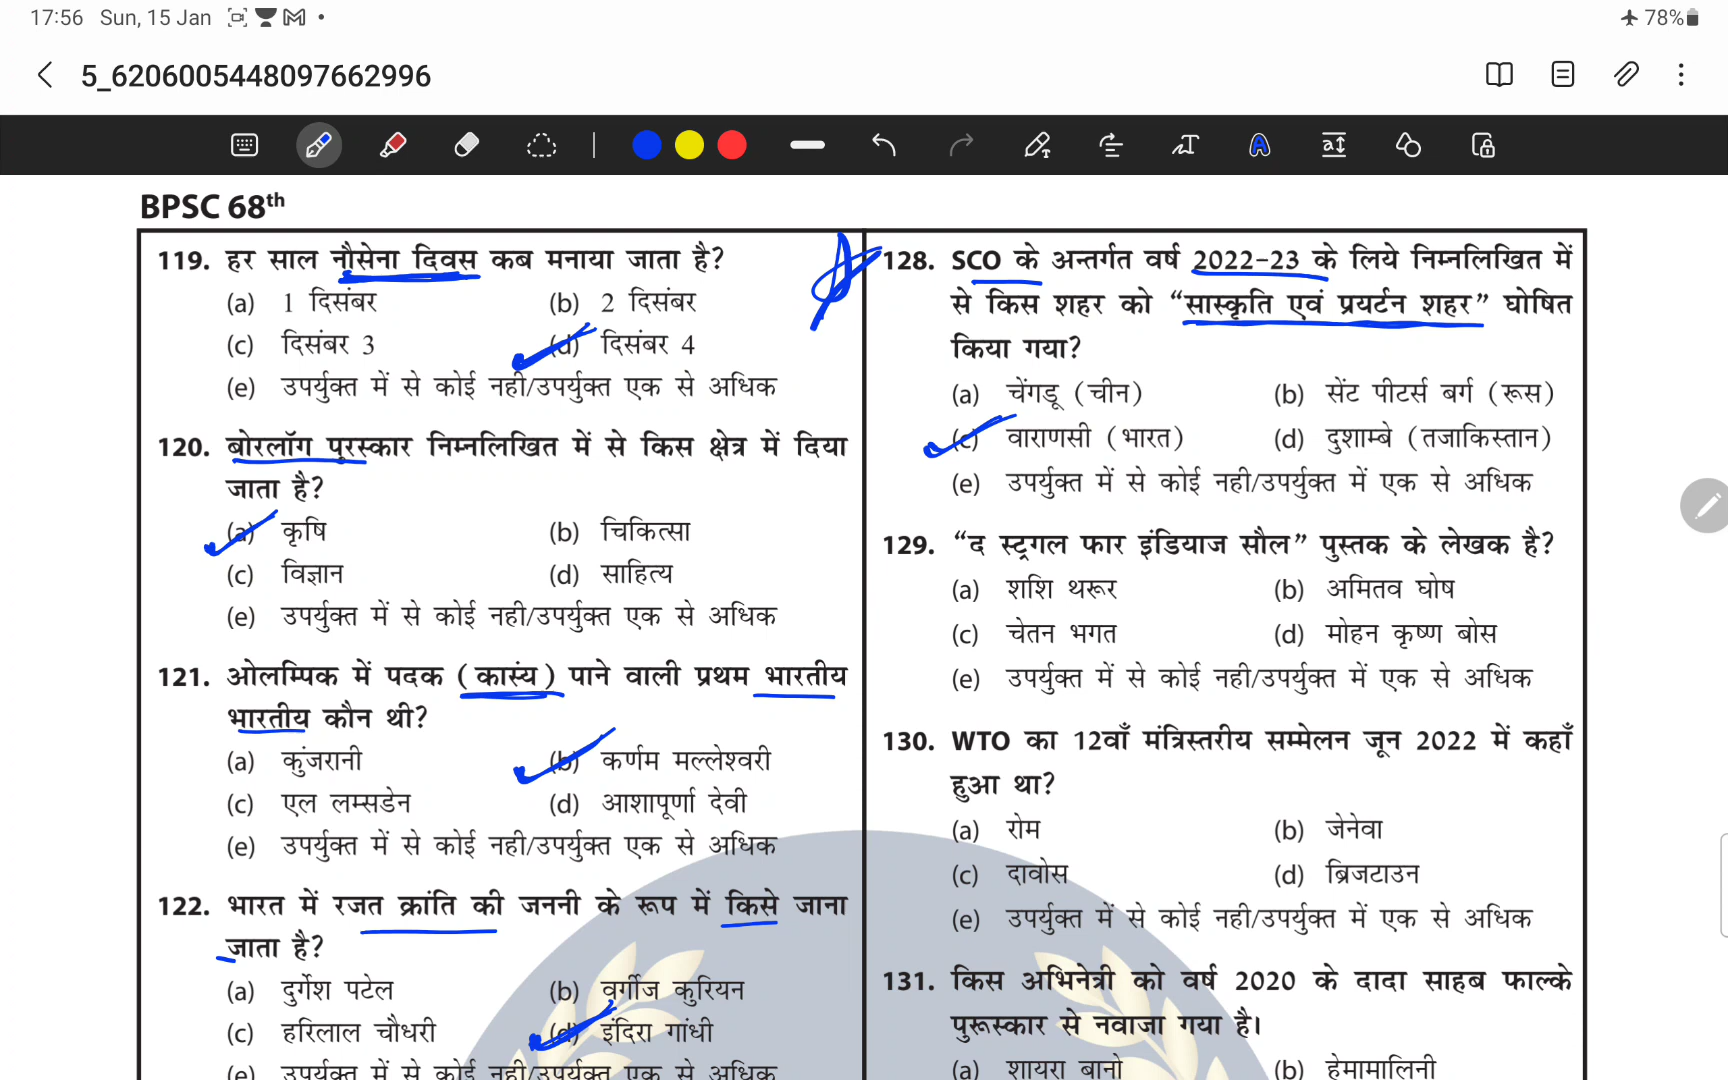 17:56 Sun, 15 Jan
78%
5_6206005448097662996
BPSC 68th
119. हर साल नौसेना दिवस कब मनाया जाता है?
(a) 1 दिसंबर (b) 2 दिसंबर
(c) दिसंबर 3 (d) दिसंबर 4
(e) उपर्युक्त में से कोई नही/उपर्युक्त एक से अधिक
120. बोरलॉग पुरस्कार निम्नलिखित में से किस क्षेत्र में दिया
जाता है?
(a) कृषि (b) चिकित्सा
(c) विज्ञान (d) साहित्य
(e) उपर्युक्त में से कोई नही/उपर्युक्त एक से अधिक
121. ओलम्पिक में पदक (कास्यं) पाने वाली प्रथम भारतीय
भारतीय कौन थी?
(a) कुंजरानी (b) कर्णम मल्लेश्वरी
(c) एल लम्सडेन (d) आशापूर्णा देवी
(e) उपर्युक्त में से कोई नही/उपर्युक्त एक से अधिक
122. भारत में रजत क्रांति की जननी के रूप में किसे जाना
जाता है?
(a) दुर्गेश पटेल (b) वर्गीज कुरियन
(c) हरिलाल चौधरी (d) इंदिरा गांधी
(e) उपर्युक्त में से कोई नही/उपर्युक्त एक से अधिक
128. SCO के अन्तर्गत वर्ष 2022-23 के लिये निम्नलिखित में
से किस शहर को “सास्कृति एवं प्रयर्टन शहर” घोषित
किया गया?
(a) चेंगडू (चीन) (b) सेंट पीटर्स बर्ग (रूस)
(c) वाराणसी (भारत) (d) दुशाम्बे (तजाकिस्तान)
(e) उपर्युक्त में से कोई नही/उपर्युक्त में एक से अधिक
129. “द स्ट्रगल फार इंडियाज सौल” पुस्तक के लेखक है?
(a) शशि थरूर (b) अमितव घोष
(c) चेतन भगत (d) मोहन कृष्ण बोस
(e) उपर्युक्त में से कोई नही/उपर्युक्त में एक से अधिक
130. WTO का 12वाँ मंत्रिस्तरीय सम्मेलन जून 2022 में कहाँ
हुआ था?
(a) रोम (b) जेनेवा
(c) दावोस (d) ब्रिजटाउन
(e) उपर्युक्त में से कोई नही/उपर्युक्त में एक से अधिक
131. किस अभिनेत्री को वर्ष 2020 के दादा साहब फाल्के
पुरूस्कार से नवाजा गया है।
(a) शायरा बानो (b) हेमामालिनी